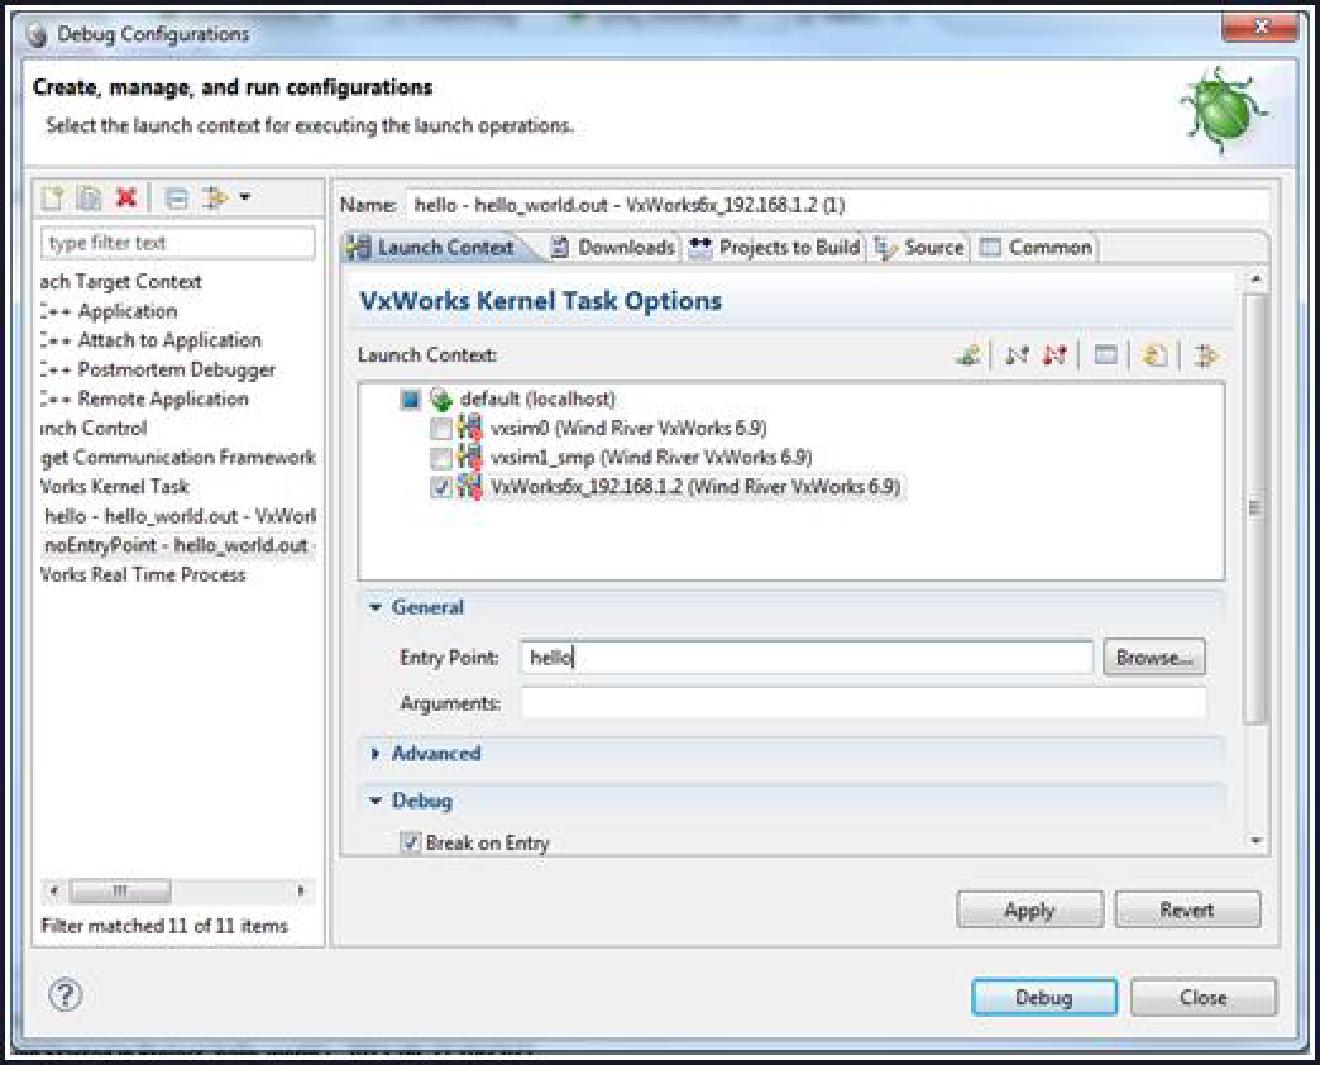 Debug Configurations
Create, manage, and run configurations
Select the launch context for executing the launch operations.
type filter text
ach Target Context
C++ Application
C++ Attach to Application
C++ Postmortem Debugger
C++ Remote Application
unch Control
get Communication Framework
Works Kernel Task
hello - hello_world.out - VxWork
noEntryPoint - hello_world.out -
Works Real Time Process
Filter matched 11 of 11 items
Name: hello - hello_world.out - VxWorks6x_192.168.1.2 (1)
Launch Context Downloads Projects to Build Source Common
VxWorks Kernel Task Options
Launch Context:
default (localhost)
vxsim0 (Wind River VxWorks 6.9)
vxsim1_smp (Wind River VxWorks 6.9)
VxWorks6x_192.168.1.2 (Wind River VxWorks 6.9)
General
Entry Point: hello Browse...
Arguments:
Advanced
Debug
Break on Entry
Apply Revert
Debug Close